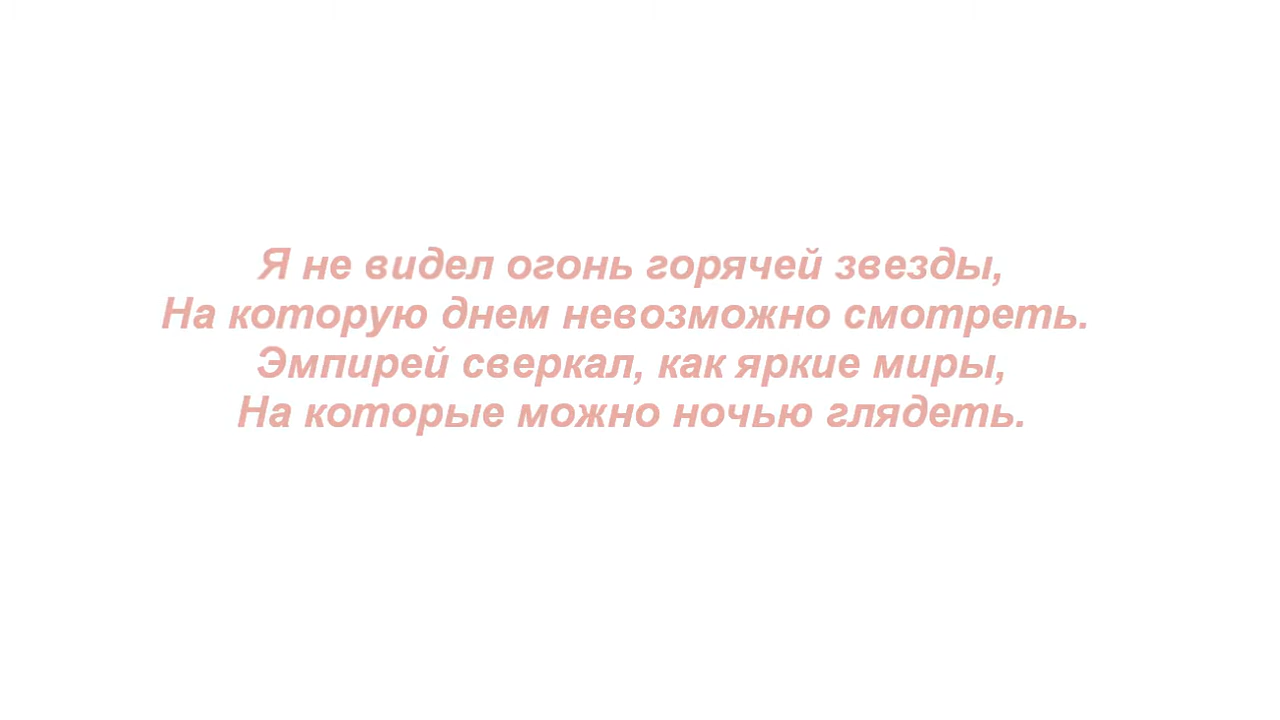 Я не видел огонь горячей звезды,
На которую днем невозможно смотреть.
Эмпирей сверкал, как яркие миры,
На которые можно ночью глядеть.